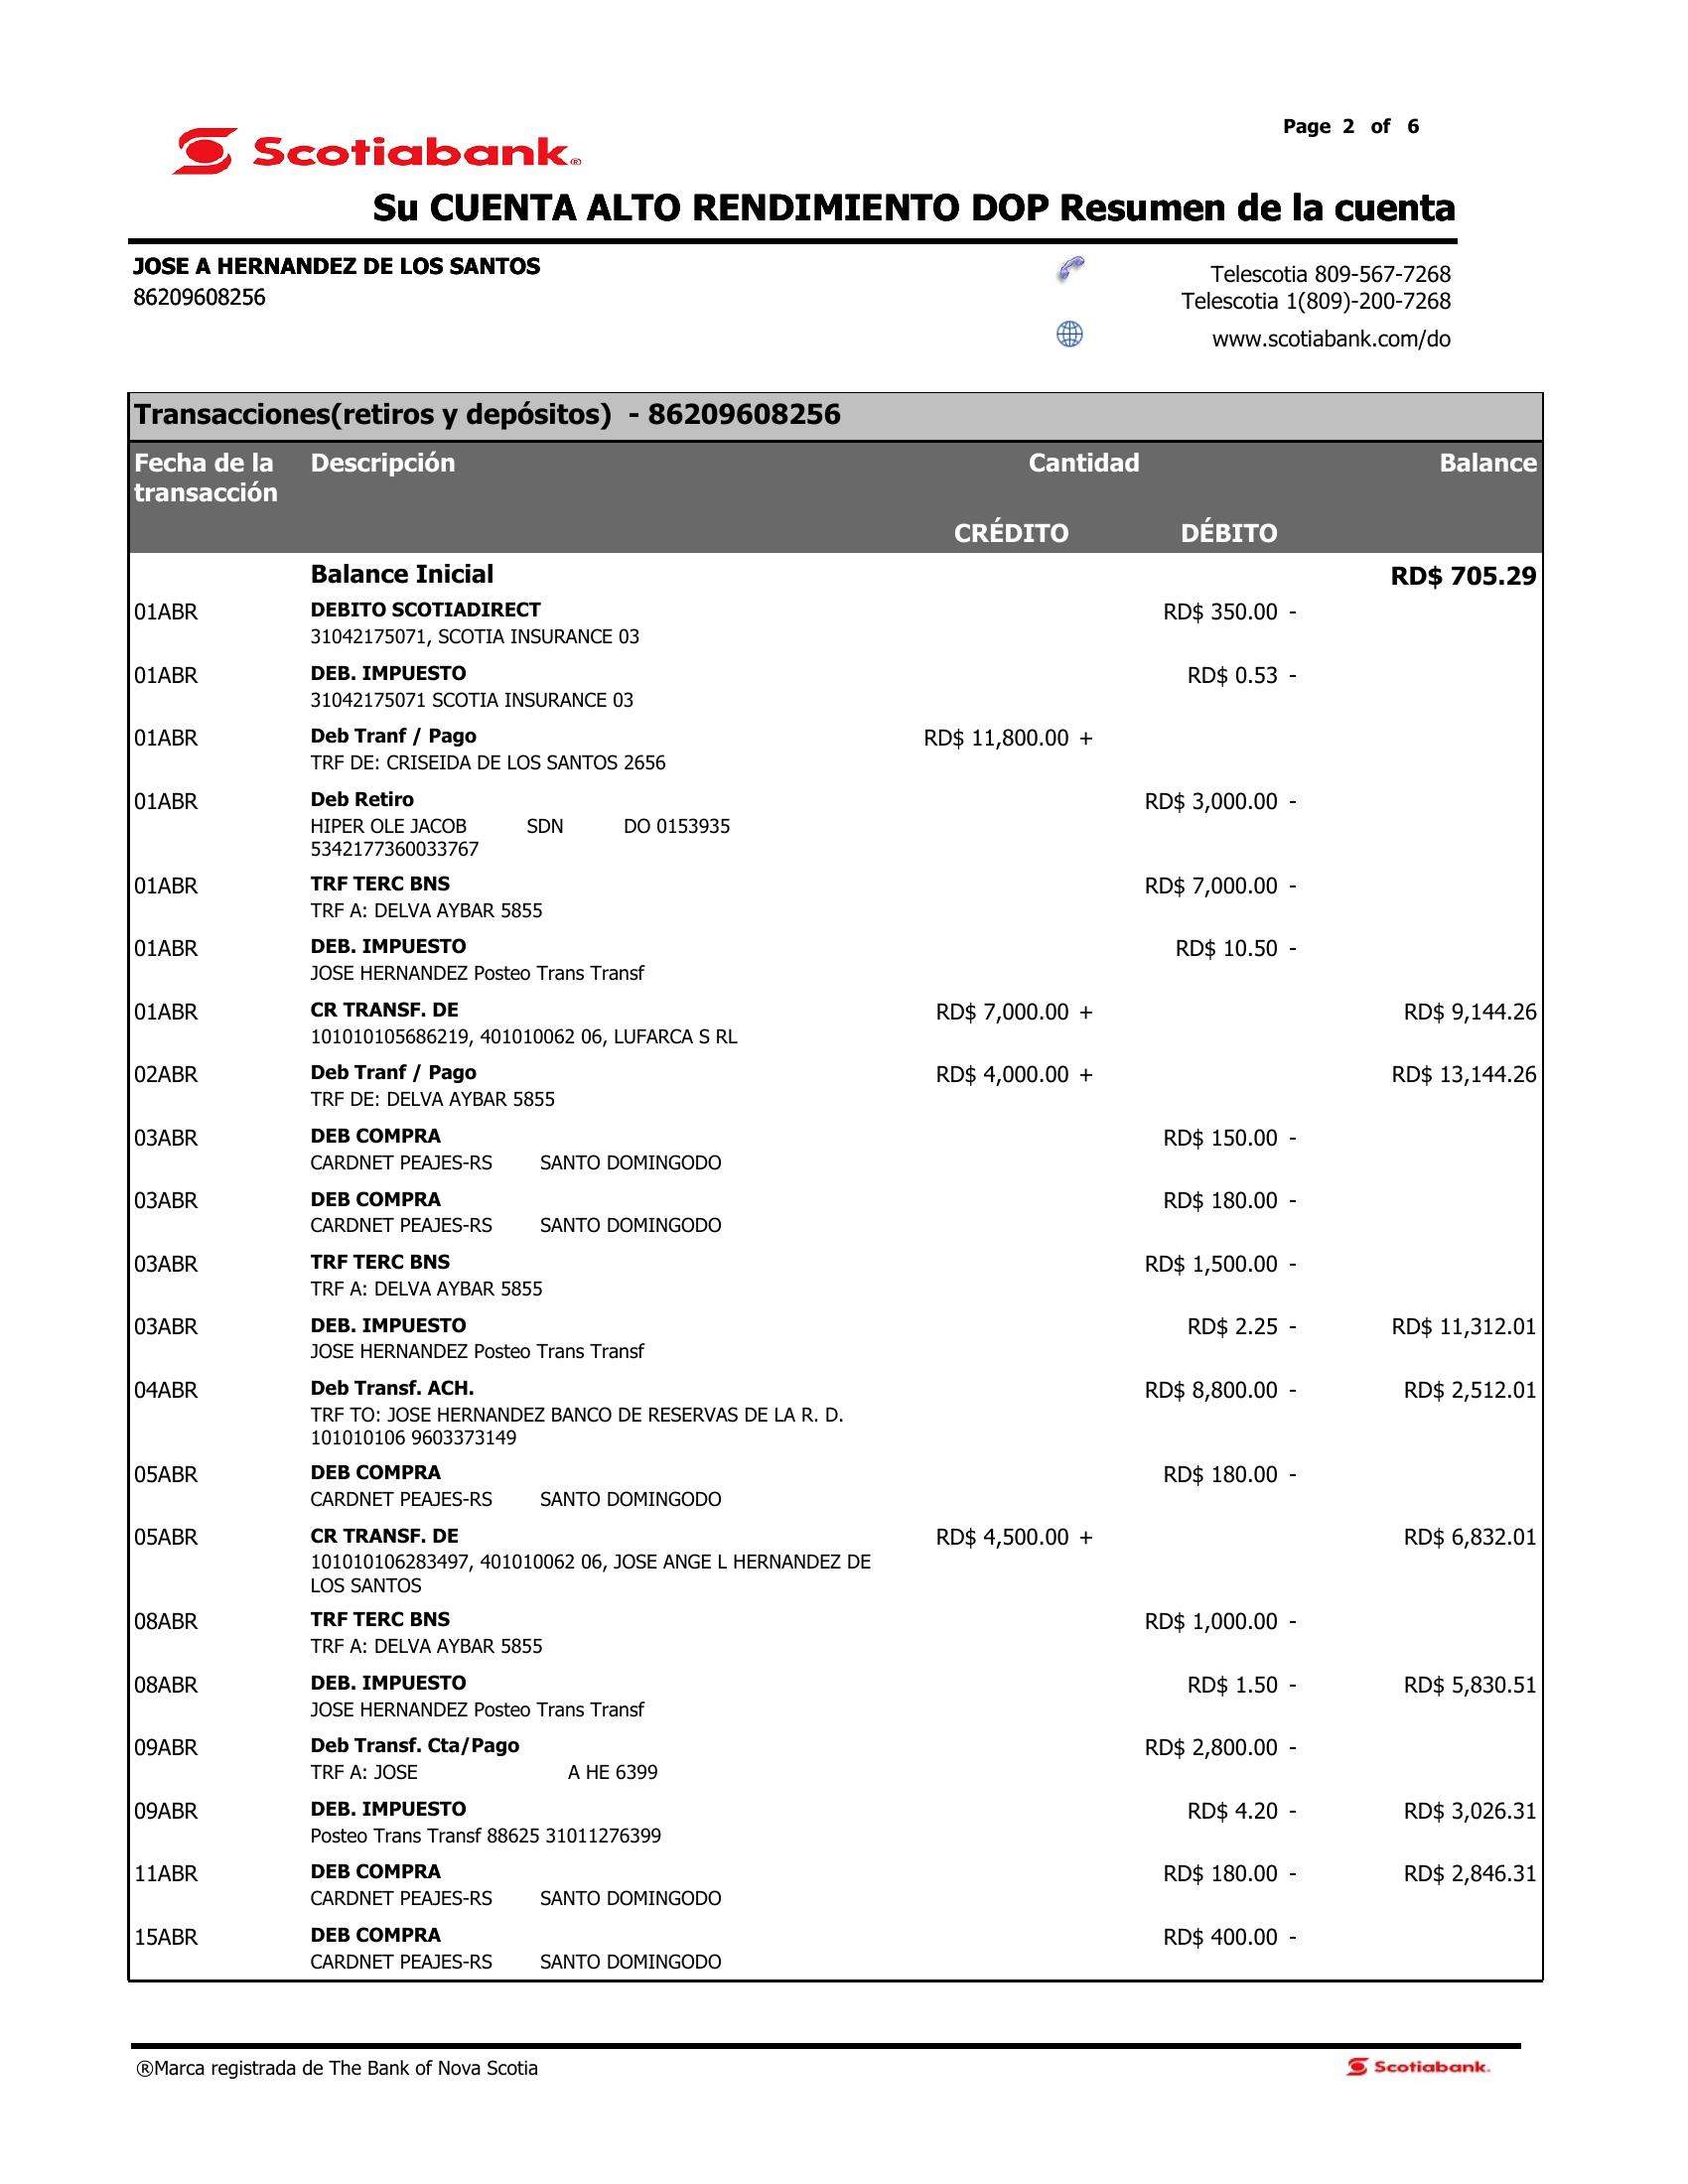 Page 2 of 6
Scotiabank®
Su CUENTA ALTO RENDIMIENTO DOP Resumen de la cuenta
JOSE A HERNANDEZ DE LOS SANTOS
86209608256
Telescotia 809-567-7268
Telescotia 1(809)-200-7268
www.scotiabank.com/do
Transacciones(retiros y depósitos) - 86209608256
Fecha de la transacción Descripción Cantidad Balance
CRÉDITO DÉBITO
Balance Inicial RD$ 705.29
01ABR DEBITO SCOTIADIRECT RD$ 350.00 -
31042175071, SCOTIA INSURANCE 03
01ABR DEB. IMPUESTO RD$ 0.53 -
31042175071 SCOTIA INSURANCE 03
01ABR Deb Tranf / Pago RD$ 11,800.00 +
TRF DE: CRISEIDA DE LOS SANTOS 2656
01ABR Deb Retiro RD$ 3,000.00 -
HIPER OLE JACOB SDN DO 0153935
5342177360033767
01ABR TRF TERC BNS RD$ 7,000.00 -
TRF A: DELVA AYBAR 5855
01ABR DEB. IMPUESTO RD$ 10.50 -
JOSE HERNANDEZ Posteo Trans Transf
01ABR CR TRANSF. DE RD$ 7,000.00 + RD$ 9,144.26
101010105686219, 401010062 06, LUFARCA S RL
02ABR Deb Tranf / Pago RD$ 4,000.00 + RD$ 13,144.26
TRF DE: DELVA AYBAR 5855
03ABR DEB COMPRA RD$ 150.00 -
CARDNET PEAJES-RS SANTO DOMINGODO
03ABR DEB COMPRA RD$ 180.00 -
CARDNET PEAJES-RS SANTO DOMINGODO
03ABR TRF TERC BNS RD$ 1,500.00 -
TRF A: DELVA AYBAR 5855
03ABR DEB. IMPUESTO RD$ 2.25 - RD$ 11,312.01
JOSE HERNANDEZ Posteo Trans Transf
04ABR Deb Transf. ACH. RD$ 8,800.00 - RD$ 2,512.01
TRF TO: JOSE HERNANDEZ BANCO DE RESERVAS DE LA R. D.
101010106 9603373149
05ABR DEB COMPRA RD$ 180.00 -
CARDNET PEAJES-RS SANTO DOMINGODO
05ABR CR TRANSF. DE RD$ 4,500.00 + RD$ 6,832.01
101010106283497, 401010062 06, JOSE ANGE L HERNANDEZ DE
LOS SANTOS
08ABR TRF TERC BNS RD$ 1,000.00 -
TRF A: DELVA AYBAR 5855
08ABR DEB. IMPUESTO RD$ 1.50 - RD$ 5,830.51
JOSE HERNANDEZ Posteo Trans Transf
09ABR Deb Transf. Cta/Pago RD$ 2,800.00 -
TRF A: JOSE A HE 6399
09ABR DEB. IMPUESTO RD$ 4.20 - RD$ 3,026.31
Posteo Trans Transf 88625 31011276399
11ABR DEB COMPRA RD$ 180.00 - RD$ 2,846.31
CARDNET PEAJES-RS SANTO DOMINGODO
15ABR DEB COMPRA RD$ 400.00 -
CARDNET PEAJES-RS SANTO DOMINGODO
®Marca registrada de The Bank of Nova Scotia Scotiabank.